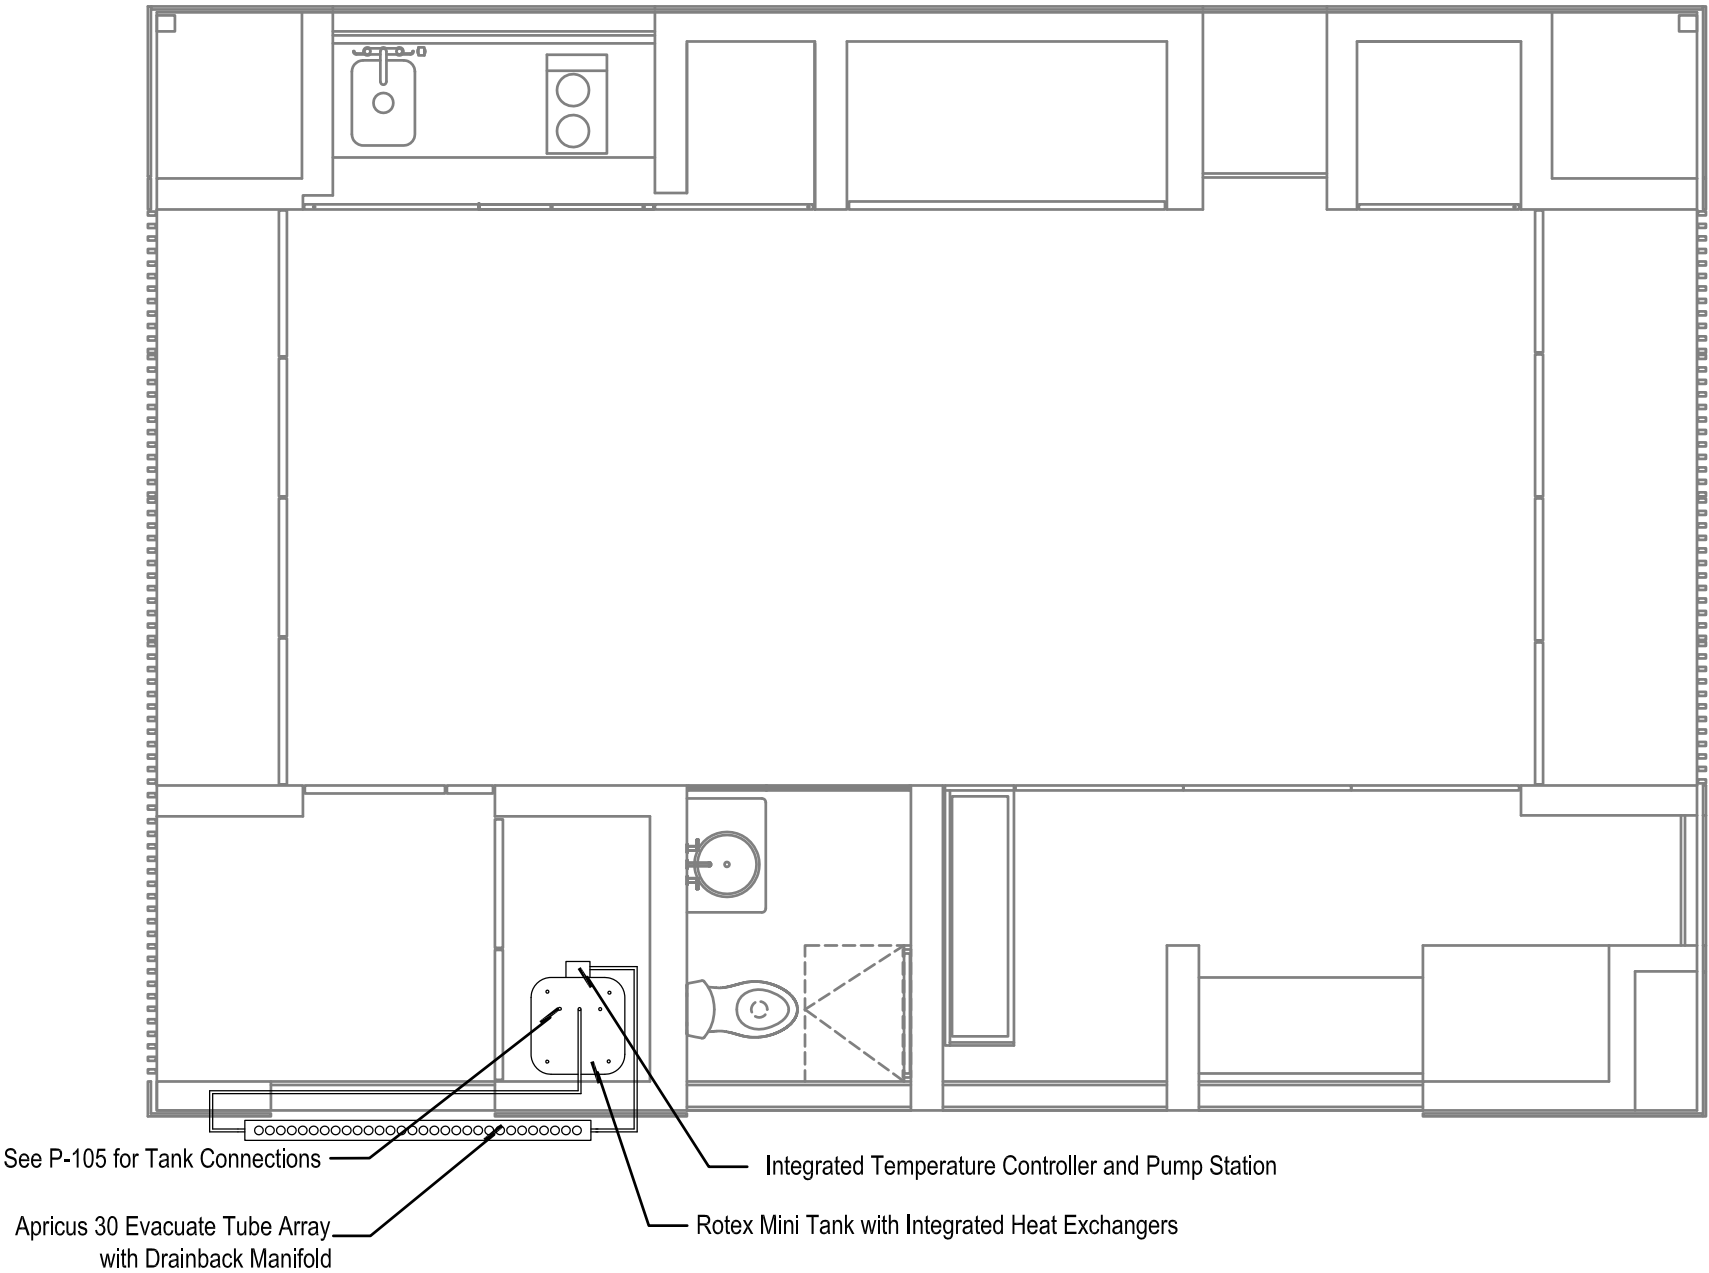 See P-105 for Tank Connections
Integrated Temperature Controller and Pump Station
Apricus 30 Evacuate Tube Array
with Drainback Manifold
Rotex Mini Tank with Integrated Heat Exchangers